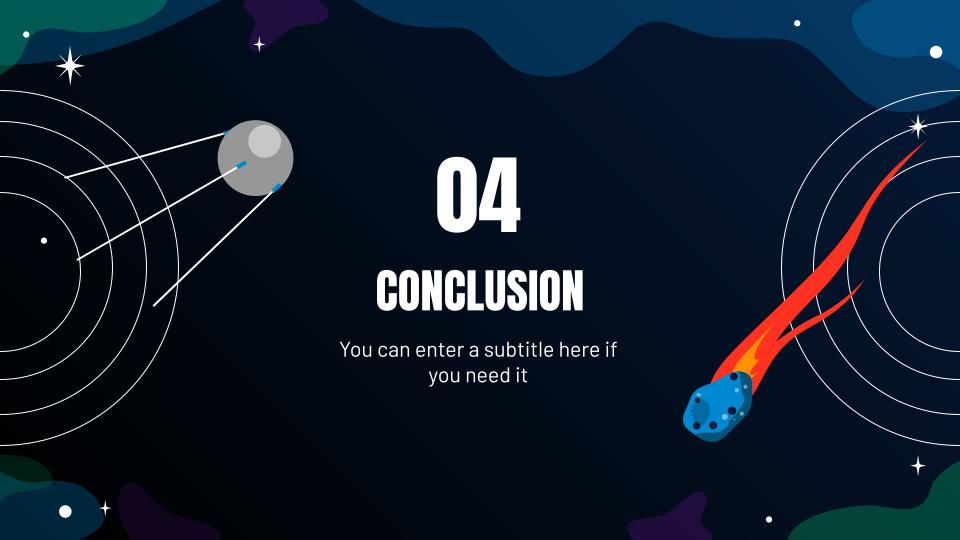 04
CONCLUSION
You can enter a subtitle here if
you need it